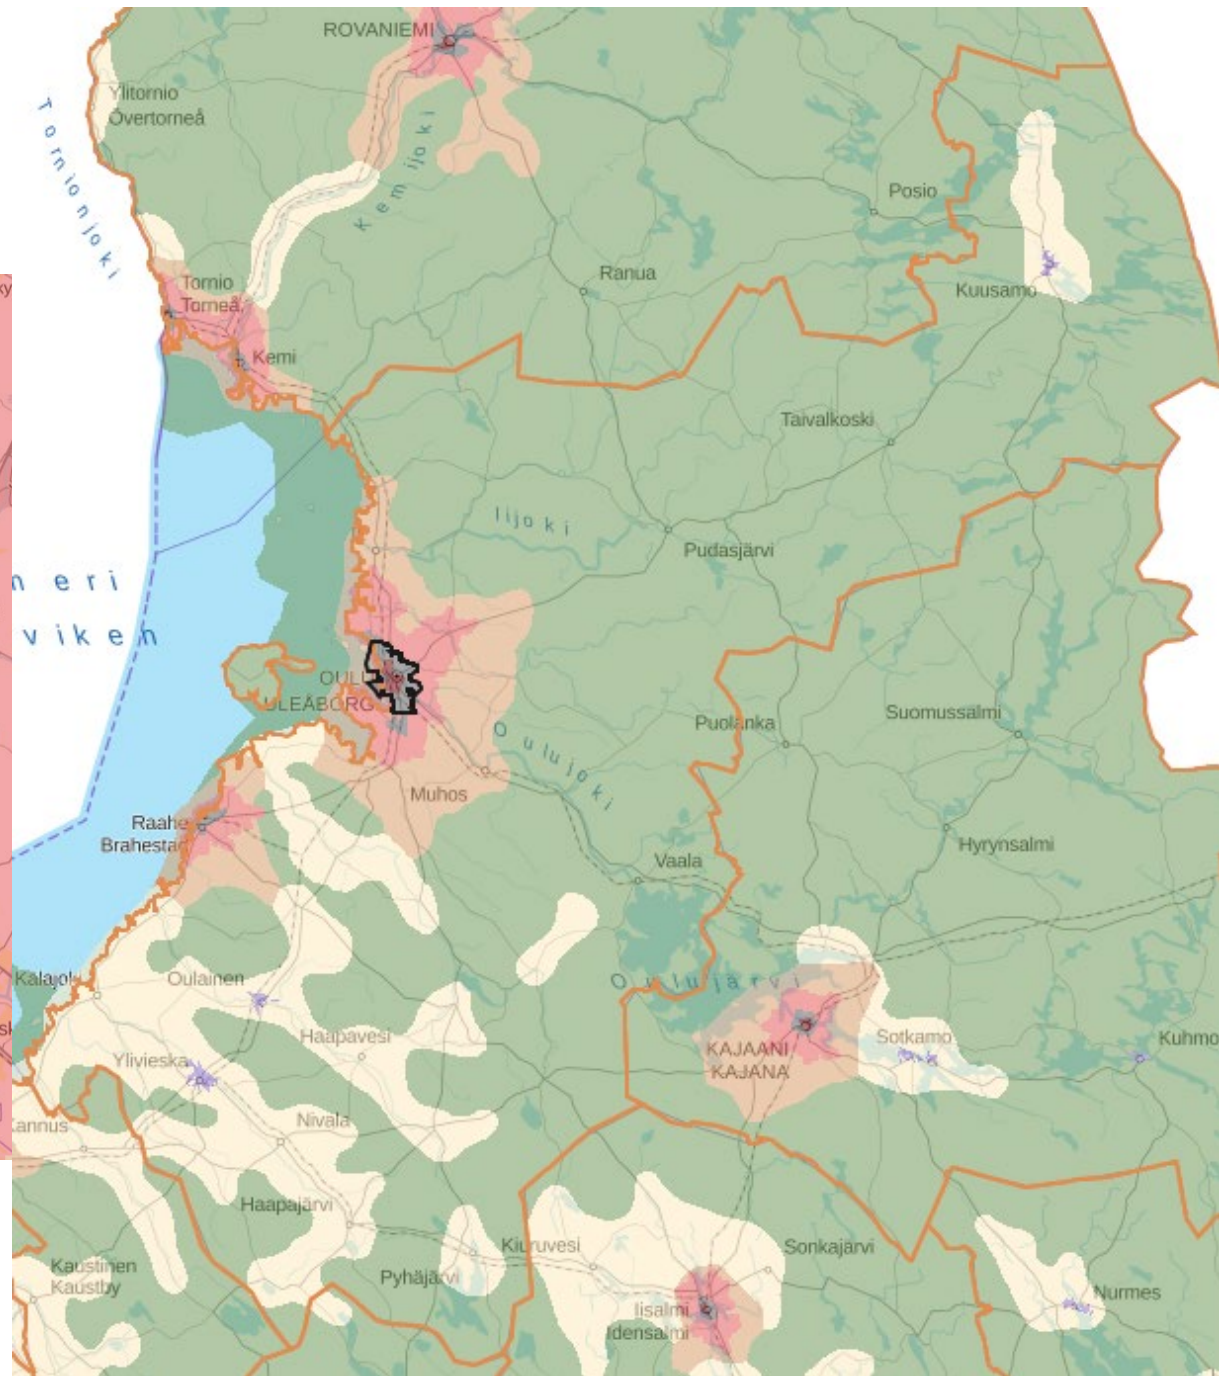 ROVANIEMI
Ylitornio
Övertorneå
Tornionjoki
Kemijoki
Posio
Ranua
Kuusamo
Tornio
Torneå
Kemi
Taivalkoski
Iijoki
Pudasjärvi
n eri
viken
OULU
ULEÅBORG
Puolanka
Suomussalmi
Oulujoki
Muhos
Raahe
Brahestad
Hyrynsalmi
Vaala
Kalajoki
Oulainen
Oulujärvi
Haapavesi
Sotkamo
Kuhmo
Ylivieska
KAJAANI
KAJANA
Nivala
annus
Haapajärvi
Kiuruvesi
Sonkajärvi
Kaustinen
Kaustby
Pyhäjärvi
Nurmes
Iisalmi
Idensalmi